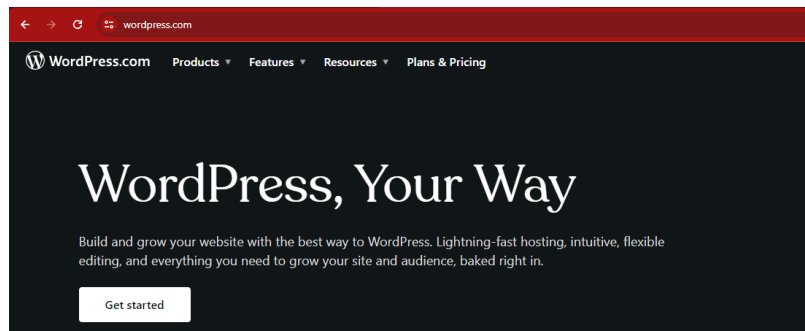 wordpress.com
WordPress.com Products Features Resources Plans & Pricing
WordPress, Your Way
Build and grow your website with the best way to WordPress. Lightning-fast hosting, intuitive, flexible
editing, and everything you need to grow your site and audience, baked right in.
Get started